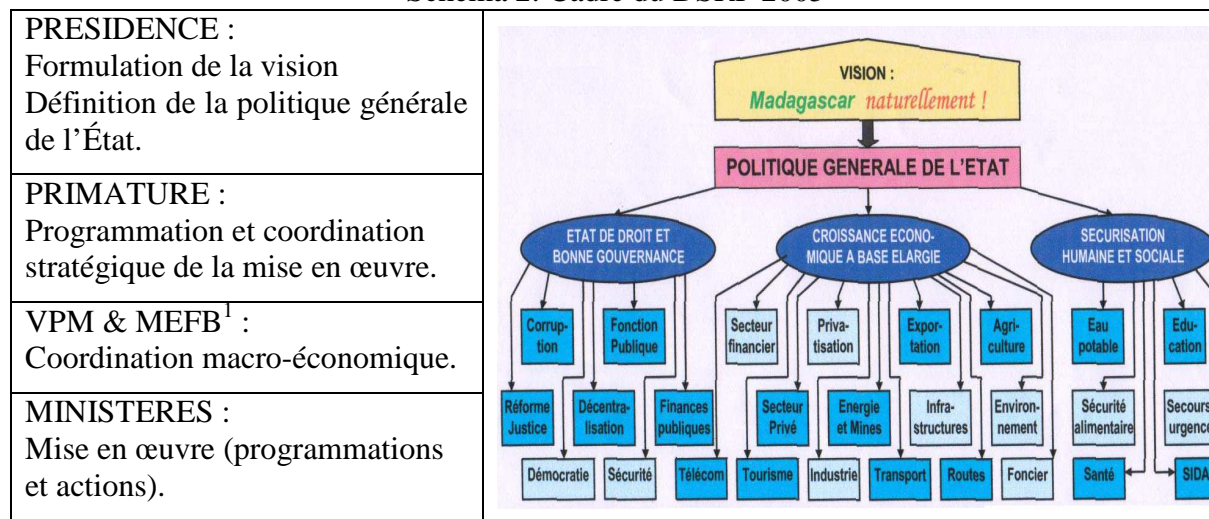 Schéma 2: Cadre du DSRP 2003
PRESIDENCE :
Formulation de la vision
Définition de la politique générale
de l’État.
PRIMATURE :
Programmation et coordination
stratégique de la mise en œuvre.
VPM & MEFB1 :
Coordination macro-économique.
MINISTERES :
Mise en œuvre (programmations
et actions).
VISION :
Madagascar naturellement !
POLITIQUE GENERALE DE L’ETAT
ETAT DE DROIT ET
BONNE GOUVERNANCE
CROISSANCE ECONO-
MIQUE A BASE ELARGIE
SECURISATION
HUMAINE ET SOCIALE
Corrup-
tion
Fonction
Publique
Secteur
financier
Priva-
tisation
Expor-
tation
Agri-
culture
Eau
potable
Edu-
cation
Réforme
Justice
Décentra-
lisation
Finances
publiques
Secteur
Privé
Energie
et Mines
Infra-
structures
Environ-
nement
Sécurité
alimentaire
Secours
urgence
Démocratie
Sécurité
Télécom
Tourisme
Industrie
Transport
Routes
Foncier
Santé
SIDA